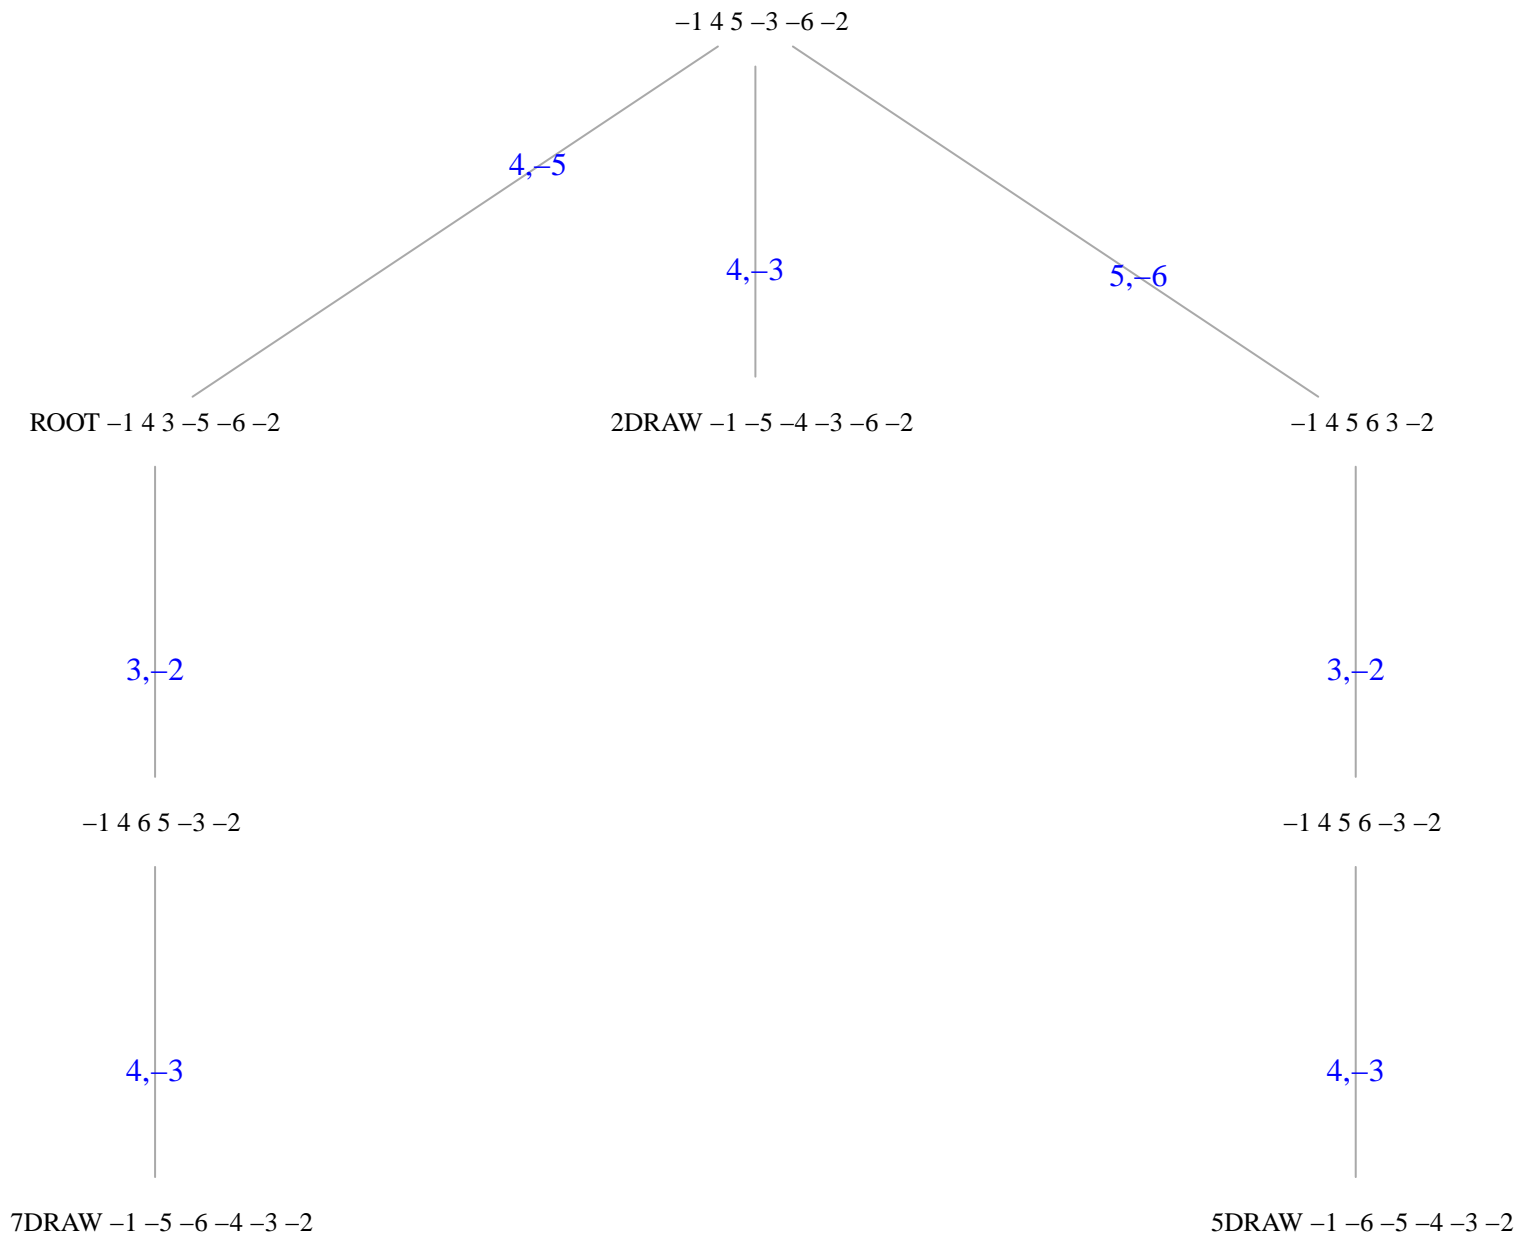 –1 4 5 –3 –6 –2
4,–5
4,–3
5,–6
ROOT –1 4 3 –5 –6 –2
2DRAW –1 –5 –4 –3 –6 –2
–1 4 5 6 3 –2
3,–2
3,–2
–1 4 6 5 –3 –2
–1 4 5 6 –3 –2
4,–3
4,–3
7DRAW –1 –5 –6 –4 –3 –2
5DRAW –1 –6 –5 –4 –3 –2